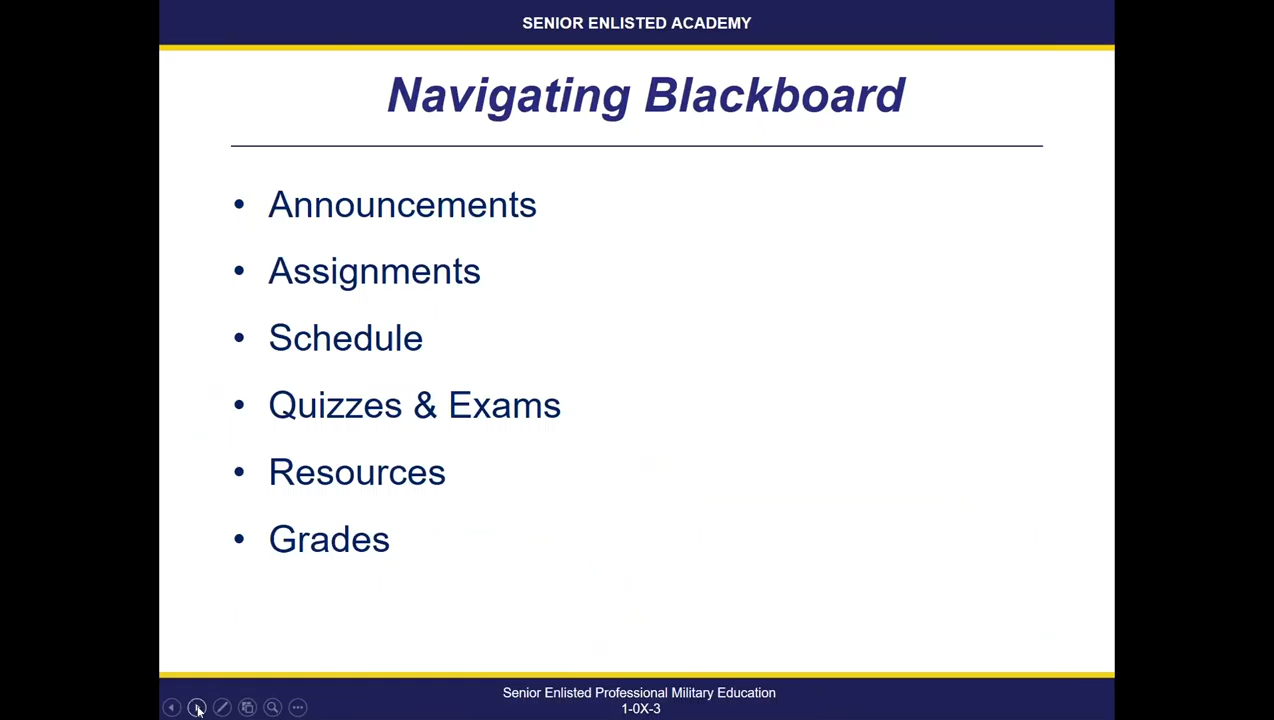 SENIOR ENLISTED ACADEMY
Navigating Blackboard
• Announcements
• Assignments
• Schedule
• Quizzes & Exams
• Resources
• Grades
Senior Enlisted Professional Military Education
1-0X-3